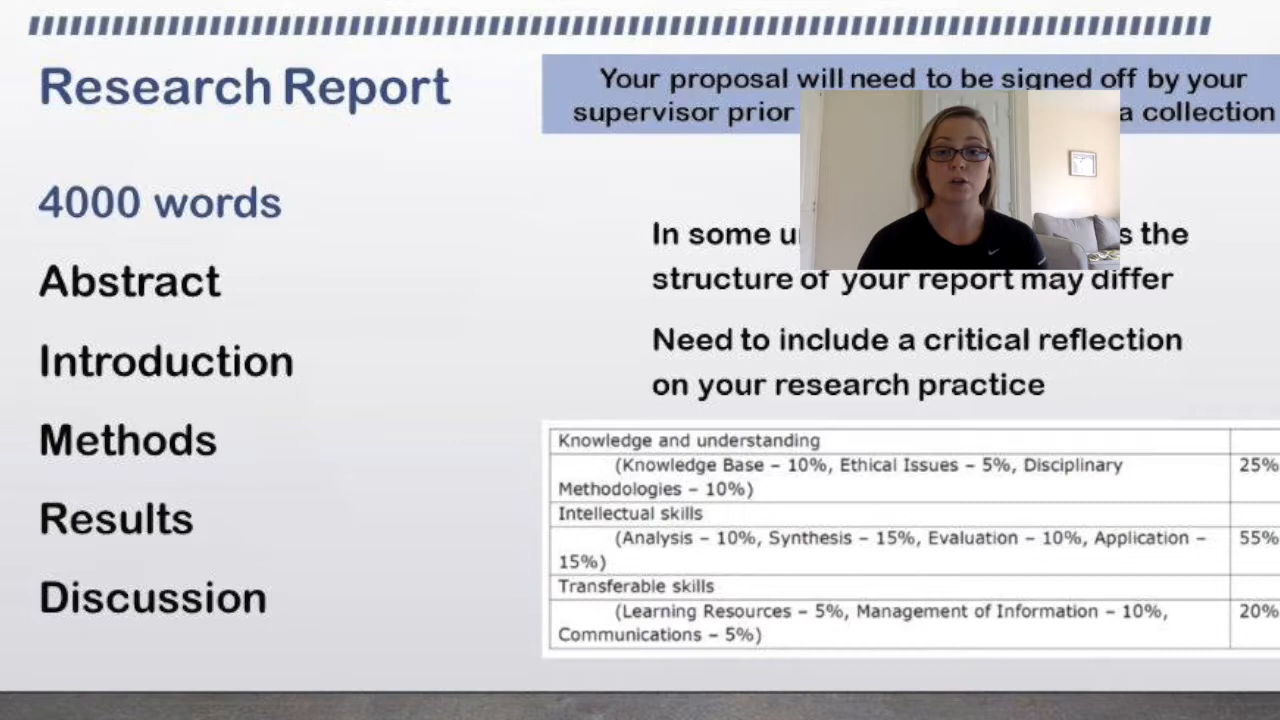 Research Report
Your proposal will need to be signed off by your
supervisor prior a collection
4000 words
Abstract
Introduction
Methods
Results
Discussion
In some s the
structure of your report may differ
Need to include a critical reflection
on your research practice
Knowledge and understanding
(Knowledge Base – 10%, Ethical Issues – 5%, Disciplinary 25%
Methodologies – 10%)
Intellectual skills
(Analysis – 10%, Synthesis – 15%, Evaluation – 10%, Application – 55%
15%)
Transferable skills
(Learning Resources – 5%, Management of Information – 10%, 20%
Communications – 5%)